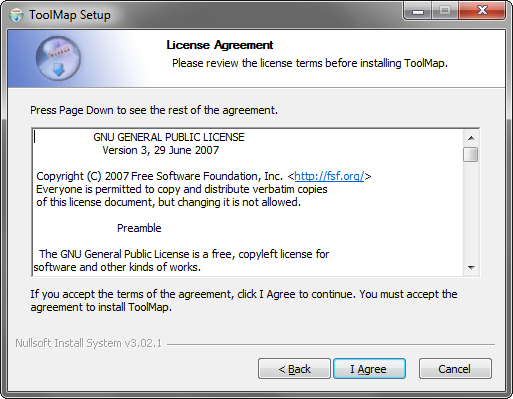 ToolMap Setup
License Agreement
Please review the license terms before installing ToolMap.
Press Page Down to see the rest of the agreement.
GNU GENERAL PUBLIC LICENSE
Version 3, 29 June 2007
Copyright (C) 2007 Free Software Foundation, Inc. <http://fsf.org/>
Everyone is permitted to copy and distribute verbatim copies
of this license document, but changing it is not allowed.
Preamble
The GNU General Public License is a free, copyleft license for
software and other kinds of works.
If you accept the terms of the agreement, click I Agree to continue. You must accept the
agreement to install ToolMap.
Nullsoft Install System v3.02.1
< Back
I Agree
Cancel